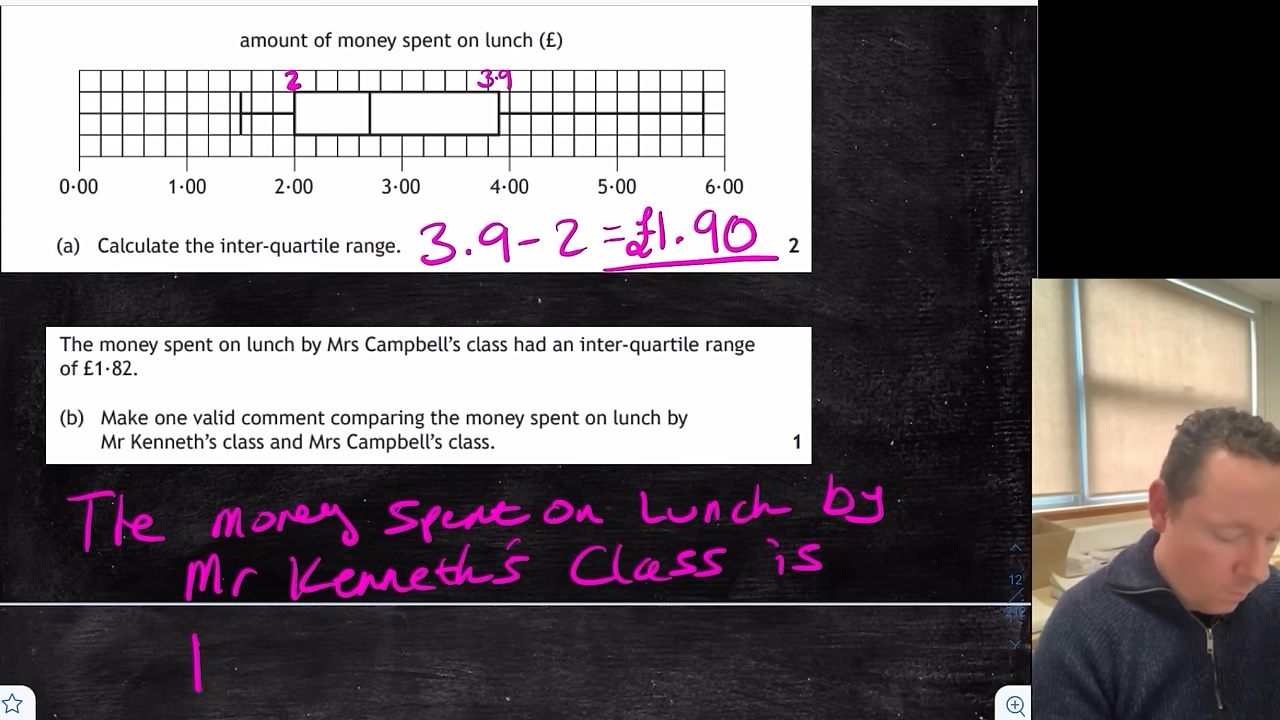 amount of money spent on lunch (£)
2 3.9
0·00 1·00 2·00 3·00 4·00 5·00 6·00
(a) Calculate the inter-quartile range. 3.9 - 2 = £1.90 2
The money spent on lunch by Mrs Campbell's class had an inter-quartile range
of £1·82.
(b) Make one valid comment comparing the money spent on lunch by
Mr Kenneth's class and Mrs Campbell's class. 1
The money spent on lunch by
Mr Kenneth's Class is
12